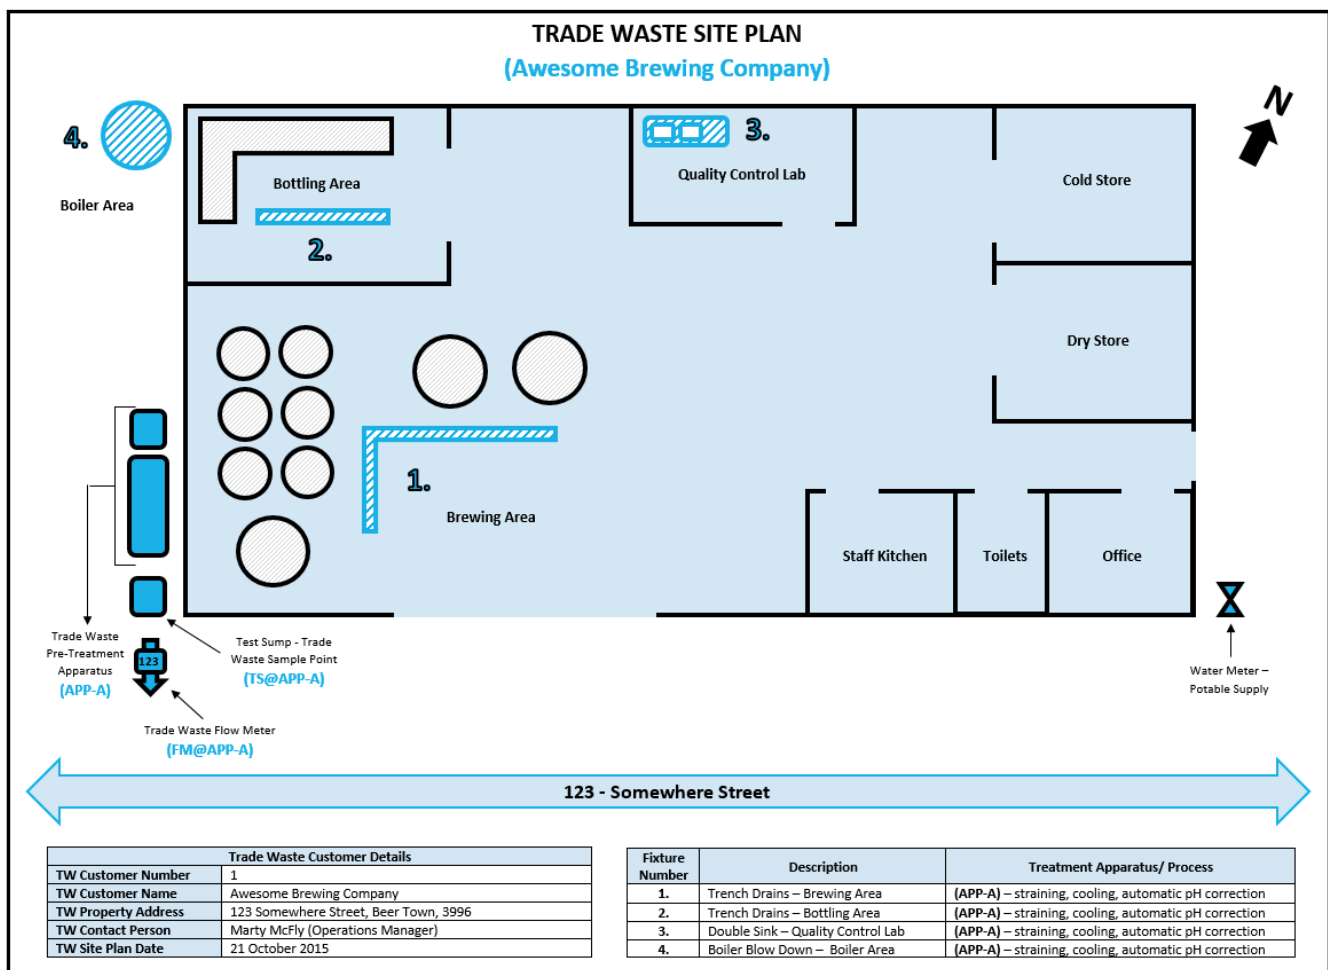 TRADE WASTE SITE PLAN
(Awesome Brewing Company)
N
4.
3.
Bottling Area
Quality Control Lab
Cold Store
Boiler Area
2.
Dry Store
1.
Brewing Area
Staff Kitchen
Toilets
Office
Trade Waste
Pre-Treatment
Apparatus
(APP-A)
123
Test Sump - Trade
Waste Sample Point
(TS@APP-A)
Water Meter –
Potable Supply
Trade Waste Flow Meter
(FM@APP-A)
123 - Somewhere Street
Trade Waste Customer Details
TW Customer Number 1
TW Customer Name Awesome Brewing Company
TW Property Address 123 Somewhere Street, Beer Town, 3996
TW Contact Person Marty McFly (Operations Manager)
TW Site Plan Date 21 October 2015
Fixture
Number Description Treatment Apparatus/ Process
1. Trench Drains – Brewing Area (APP-A) – straining, cooling, automatic pH correction
2. Trench Drains – Bottling Area (APP-A) – straining, cooling, automatic pH correction
3. Double Sink – Quality Control Lab (APP-A) – straining, cooling, automatic pH correction
4. Boiler Blow Down – Boiler Area (APP-A) – straining, cooling, automatic pH correction